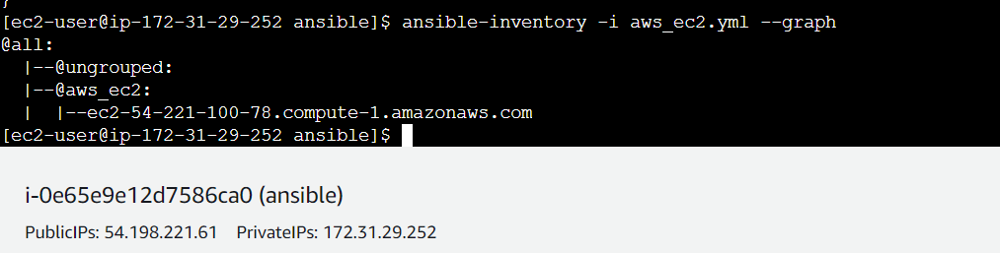 }
[ec2-user@ip-172-31-29-252 ansible]$ ansible-inventory -i aws_ec2.yml --graph
@all:
  |--@ungrouped:
  |--@aws_ec2:
  |  |--ec2-54-221-100-78.compute-1.amazonaws.com
[ec2-user@ip-172-31-29-252 ansible]$
i-0e65e9e12d7586ca0 (ansible)
PublicIPs: 54.198.221.61 PrivateIPs: 172.31.29.252